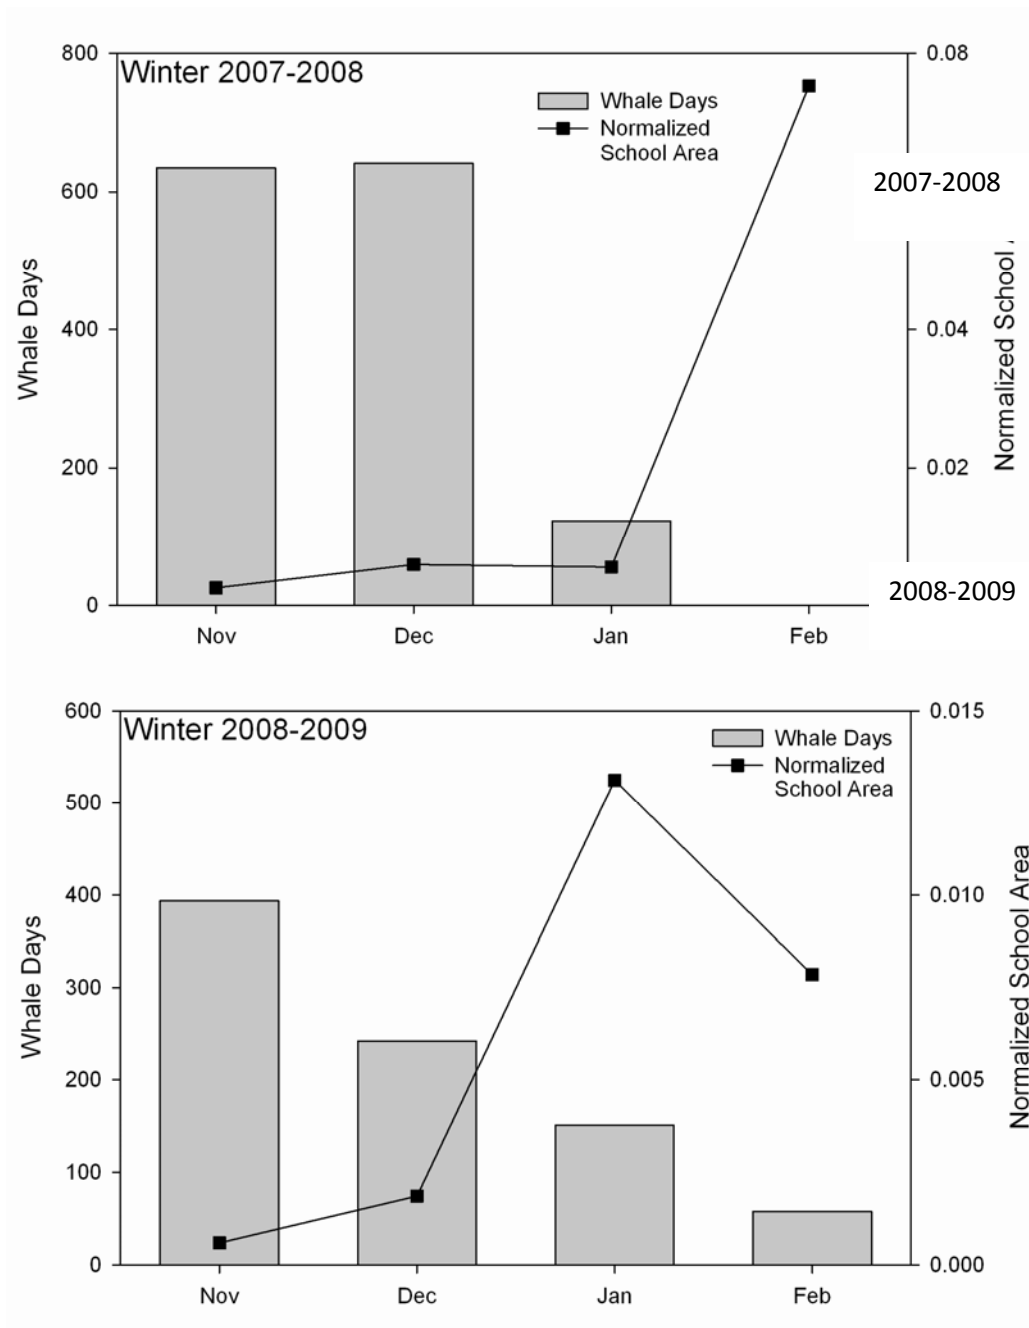 Winter 2007-2008
Whale Days
Normalized
School Area
800
600
400
200
0
Whale Days
0.08
0.04
0.02
Normalized School
2007-2008
2008-2009
Nov Dec Jan Feb
Winter 2008-2009
Whale Days
Normalized
School Area
600
500
400
300
200
100
0
Whale Days
0.015
0.010
0.005
0.000
Normalized School Area
Nov Dec Jan Feb